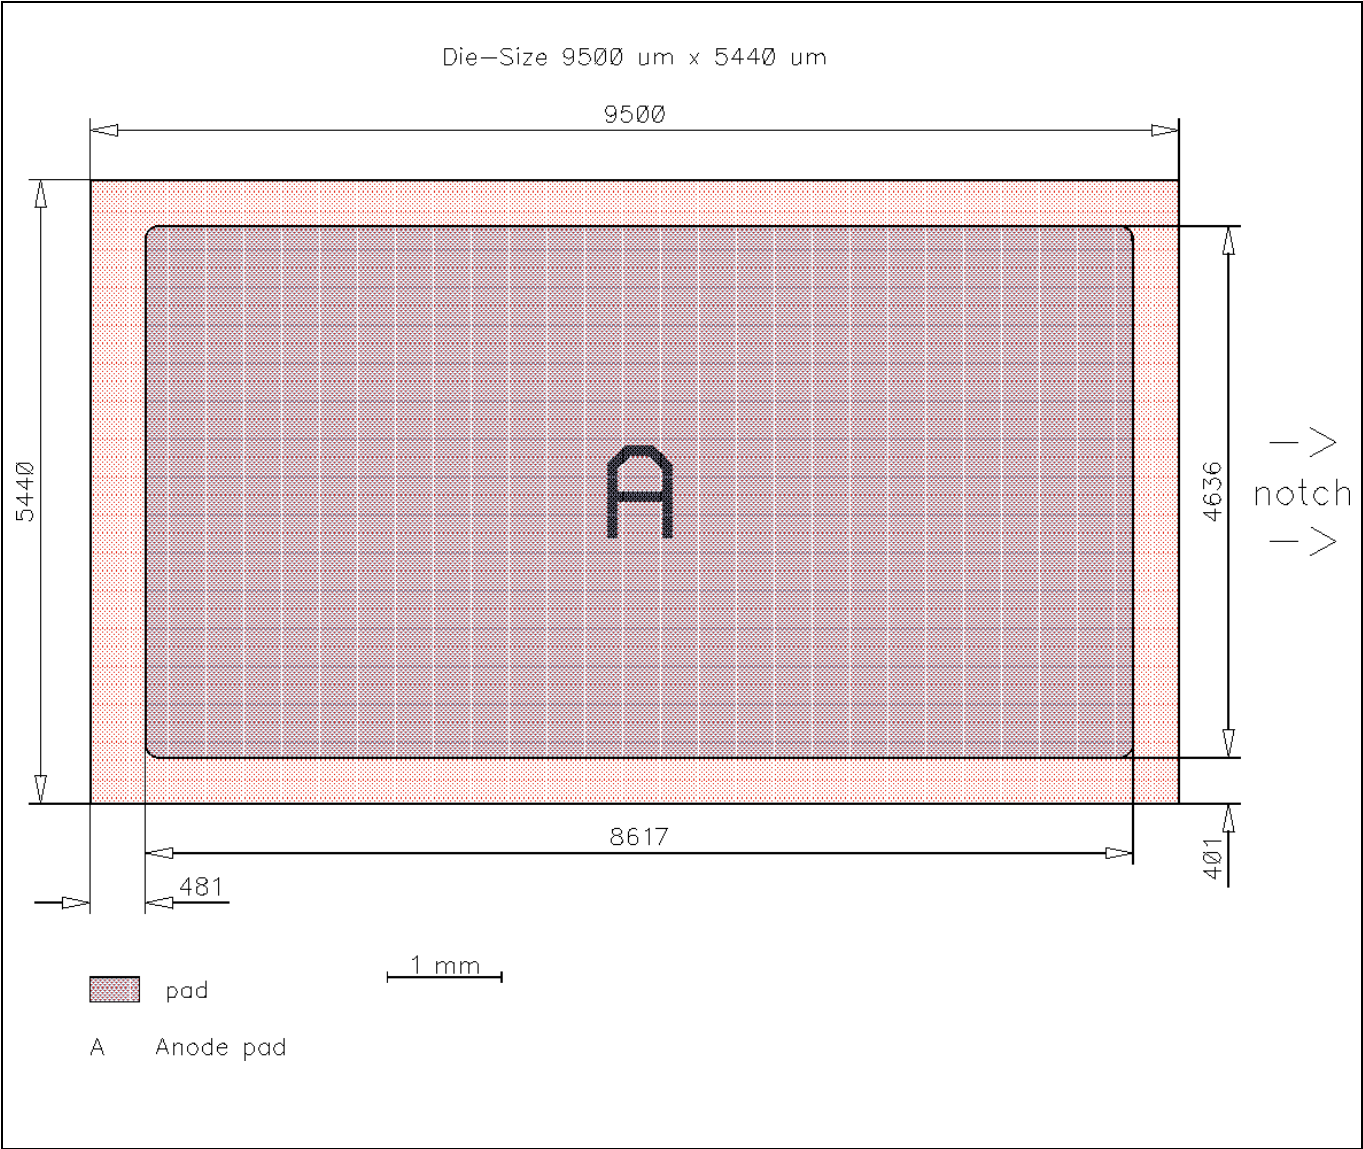 Die-Size 9500 um x 5440 um
9500
5440
A
4636
->
notch
->
8617
401
481
1 mm
pad
A Anode pad